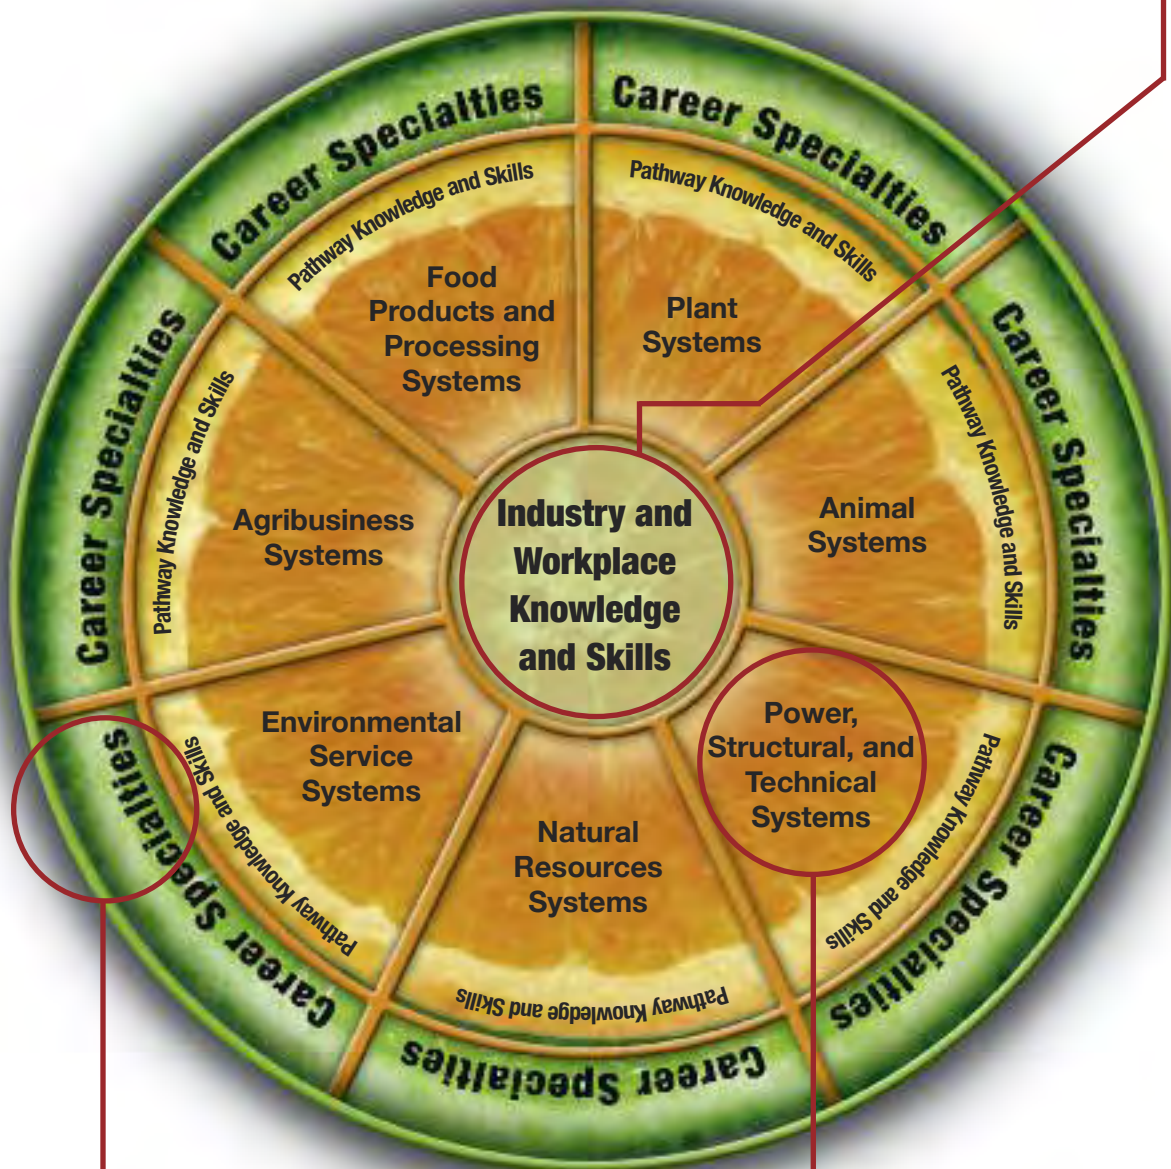 Career Specialties
Career Specialties
Pathway Knowledge and Skills
Pathway Knowledge and Skills
Food
Products and
Processing
Systems
Plant
Systems
Career Specialties
Career Specialties
Pathway Knowledge and Skills
Pathway Knowledge and Skills
Agribusiness
Systems
Industry and
Workplace
Knowledge
and Skills
Animal
Systems
Environmental
Service
Systems
Power,
Structural, and
Technical
Systems
Natural
Resources
Systems
Pathway Knowledge and Skills
Pathway Knowledge and Skills
Pathway Knowledge and Skills
Career Specialties
Career Specialties
Career Specialties